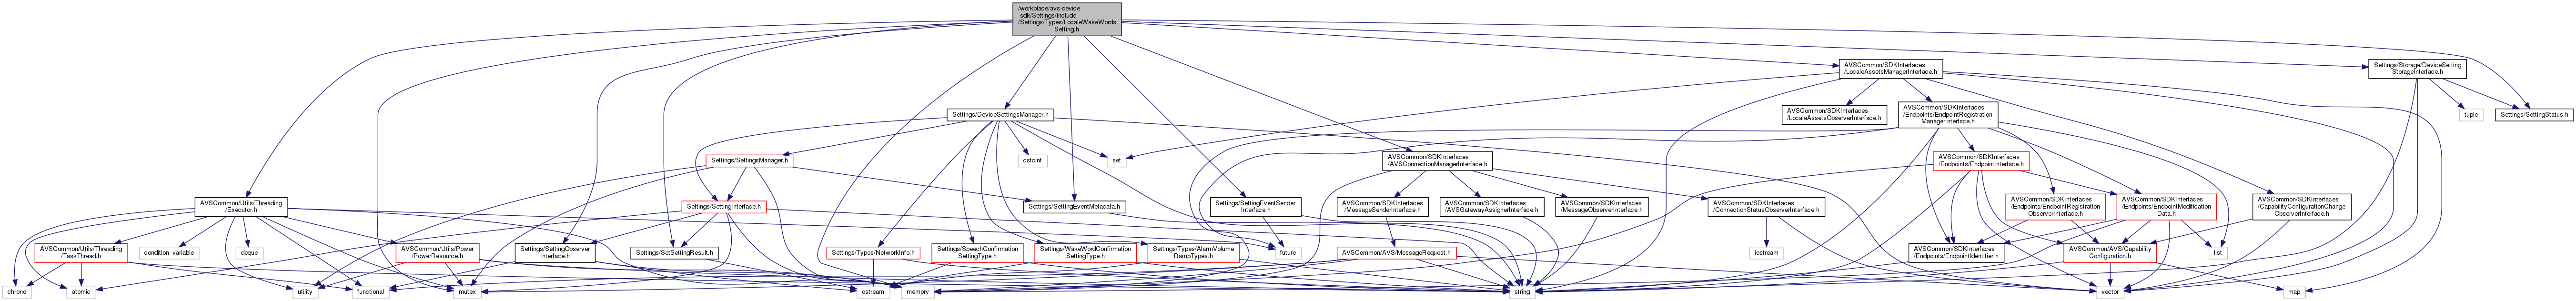 /workplace/avs-device
-sdk/Settings/include
/Settings/Types/LocaleWakeWords
Setting.h
AVSCommon/SDKInterfaces
/LocaleAssetsManagerInterface.h
Settings/Storage/DeviceSetting
StorageInterface.h
Settings/DeviceSettingsManager.h
AVSCommon/SDKInterfaces
/LocaleAssetsObserverInterface.h
AVSCommon/SDKInterfaces
/Endpoints/EndpointRegistration
ManagerInterface.h
tuple
Settings/SettingStatus.h
Settings/SettingsManager.h
cstdint
set
AVSCommon/SDKInterfaces
/AVSConnectionManagerInterface.h
AVSCommon/SDKInterfaces
/Endpoints/EndpointInterface.h
AVSCommon/Utils/Threading
/Executor.h
Settings/SettingInterface.h
Settings/SettingEventMetadata.h
Settings/SettingEventSender
Interface.h
AVSCommon/SDKInterfaces
/MessageSenderInterface.h
AVSCommon/SDKInterfaces
/AVSGatewayAssignerInterface.h
AVSCommon/SDKInterfaces
/MessageObserverInterface.h
AVSCommon/SDKInterfaces
/ConnectionStatusObserverInterface.h
AVSCommon/SDKInterfaces
/Endpoints/EndpointRegistration
ObserverInterface.h
AVSCommon/SDKInterfaces
/Endpoints/EndpointModification
Data.h
AVSCommon/SDKInterfaces
/CapabilityConfigurationChange
ObserverInterface.h
AVSCommon/Utils/Threading
/TaskThread.h
condition_variable
deque
AVSCommon/Utils/Power
/PowerResource.h
Settings/SettingObserver
Interface.h
Settings/SetSettingResult.h
Settings/Types/NetworkInfo.h
Settings/SpeechConfirmation
SettingType.h
Settings/WakeWordConfirmation
SettingType.h
Settings/Types/AlarmVolume
RampTypes.h
future
AVSCommon/AVS/MessageRequest.h
iostream
AVSCommon/SDKInterfaces
/Endpoints/EndpointIdentifier.h
AVSCommon/AVS/Capability
Configuration.h
list
chrono
atomic
utility
functional
mutex
ostream
memory
string
vector
map